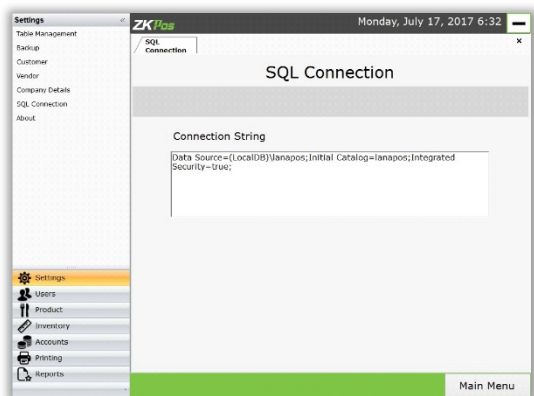 Settings
«
Table Management
Backup
Customer
Vendor
Company Details
SQL Connection
About
Settings
Users
Product
Inventory
Accounts
Printing
Reports
ZKPos
Monday, July 17, 2017 6:32
SQL
Connection
×
SQL Connection
Connection String
Data Source=(LocalDB)\lanapos;Initial Catalog=lanapos;Integrated
Security=true;
Main Menu